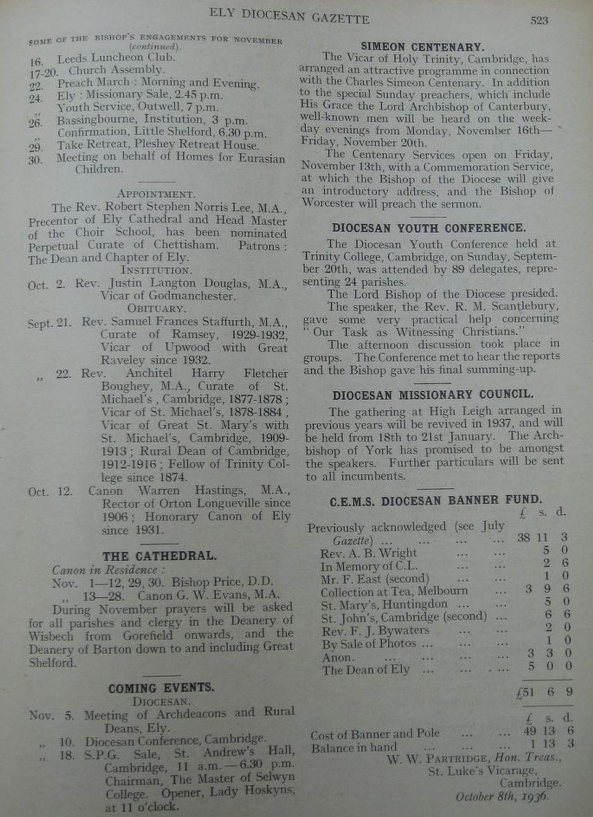 ELY DIOCESAN GAZETTE
523
SOME OF THE BISHOP'S ENGAGEMENTS FOR NOVEMBER
(continued).
16. Leeds Luncheon Club.
17-20. Church Assembly.
22. Preach March : Morning and Evening.
24. Ely : Missionary Sale, 2.45 p.m.
„ Youth Service, Outwell, 7 p.m.
26. Bassingbourne, Institution, 3 p.m.
„ Confirmation, Little Shelford, 6.30 p.m.
29. Take Retreat, Pleshey Retreat House.
30. Meeting on behalf of Homes for Eurasian
Children.
APPOINTMENT.
The Rev. Robert Stephen Norris Lee, M.A.,
Precentor of Ely Cathedral and Head Master
of the Choir School, has been nominated
Perpetual Curate of Chettisham. Patrons :
The Dean and Chapter of Ely.
INSTITUTION.
Oct. 2. Rev. Justin Langton Douglas, M.A.,
Vicar of Godmanchester.
OBITUARY.
Sept. 21. Rev. Samuel Frances Staffurth, M.A.,
Curate of Ramsey, 1929-1932,
Vicar of Upwood with Great
Raveley since 1932.
„ 22. Rev. Anchitel Harry Fletcher
Boughey, M.A., Curate of St.
Michael's, Cambridge, 1877-1878 ;
Vicar of St. Michael's, 1878-1884 ,
Vicar of Great St. Mary's with
St. Michael's, Cambridge, 1909-
1913 ; Rural Dean of Cambridge,
1912-1916 ; Fellow of Trinity Col-
lege since 1874.
Oct. 12. Canon Warren Hastings, M.A.,
Rector of Orton Longueville since
1906 ; Honorary Canon of Ely
since 1931.
THE CATHEDRAL.
Canon in Residence :
Nov. 1—12, 29, 30. Bishop Price, D.D.
„ 13—28. Canon G. W. Evans, M.A.
During November prayers will be asked
for all parishes and clergy in the Deanery of
Wisbech from Gorefield onwards, and the
Deanery of Barton down to and including Great
Shelford.
COMING EVENTS.
DIOCESAN.
Nov. 5. Meeting of Archdeacons and Rural
Deans, Ely.
„ 10. Diocesan Conference, Cambridge.
„ 18. S.P.G. Sale, St. Andrew's Hall,
Cambridge, 11 a.m.—6.30 p.m.
Chairman, The Master of Selwyn
College. Opener, Lady Hoskyns,
at 11 o'clock.
SIMEON CENTENARY.
The Vicar of Holy Trinity, Cambridge, has
arranged an attractive programme in connection
with the Charles Simeon Centenary. In addition
to the special Sunday preachers, which include
His Grace the Lord Archbishop of Canterbury,
well-known men will be heard on the week-
day evenings from Monday, November 16th—
Friday, November 20th.
The Centenary Services open on Friday,
November 13th, with a Commemoration Service,
at which the Bishop of the Diocese will give
an introductory address, and the Bishop of
Worcester will preach the sermon.
DIOCESAN YOUTH CONFERENCE.
The Diocesan Youth Conference held at
Trinity College, Cambridge, on Sunday, Septem-
ber 20th, was attended by 89 delegates, repre-
senting 24 parishes.
The Lord Bishop of the Diocese presided.
The speaker, the Rev. R. M. Scantlebury,
gave some very practical help concerning
" Our Task as Witnessing Christians."
The afternoon discussion took place in
groups. The Conference met to hear the reports
and the Bishop gave his final summing-up.
DIOCESAN MISSIONARY COUNCIL.
The gathering at High Leigh arranged in
previous years will be revived in 1937, and will
be held from 18th to 21st January. The Arch-
bishop of York has promised to be amongst
the speakers. Further particulars will be sent
to all incumbents.
C.E.M.S. DIOCESAN BANNER FUND.
£ s. d.
Previously acknowledged (see July
Gazette) ... ... ... ... 38 11 3
Rev. A. B. Wright ... ... 5 0
In Memory of C.L. ... ... 2 6
Mr. F. East (second) ... ... 1 0
Collection at Tea, Melbourn ... 3 9 6
St. Mary's, Huntingdon ... ... 5 0
St. John's, Cambridge (second) ... 6 6
Rev. F. J. Bywaters ... ... 2 0
By Sale of Photos ... ... ... 1 0
Anon. ... ... ... ... 3 3 0
The Dean of Ely ... ... ... 5 0 0
£51 6 9
£ s. d.
Cost of Banner and Pole ... ... 49 13 6
Balance in hand ... ... ... 1 13 3
W. W. PARTRIDGE, Hon. Treas.,
St. Luke's Vicarage,
Cambridge.
October 8th, 1936.